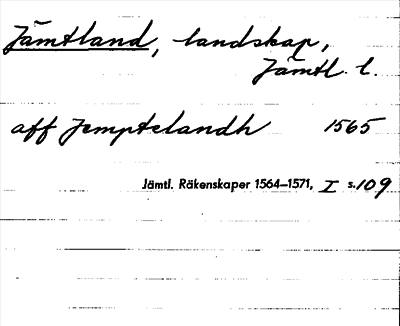 Jämtland, landskap,
Jämtl. l.
aff Jemptelandh 1565
Jämtl. Räkenskaper 1564–1571, I s. 109